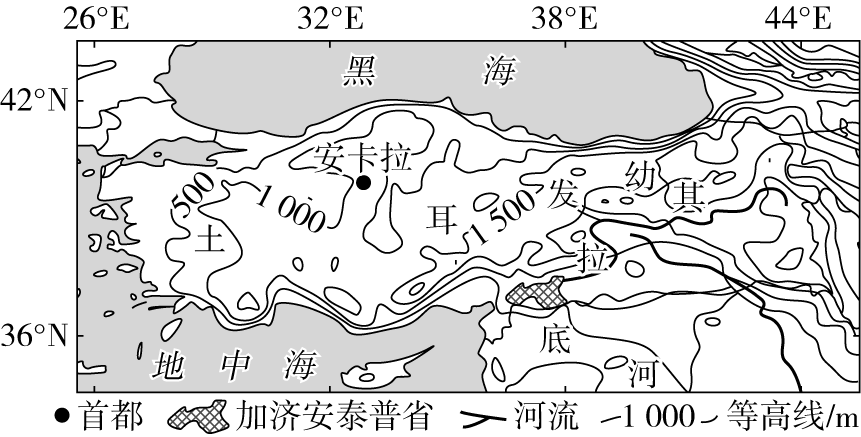 26°E 32°E 38°E 44°E
42°N
黑海
安卡拉
500
1 000
土耳其
1 500
幼发拉底河
36°N
地中海
首都 加济安泰普省 河流 1 000 等高线/m